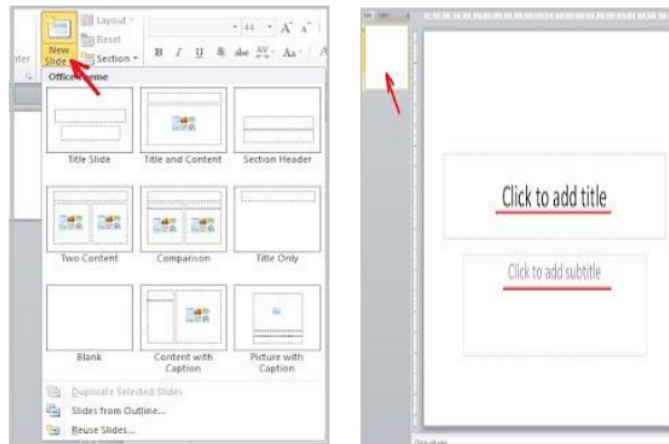 Layout
44
Reset
New
Slide
Section
B I U S abc AV Aa
Office Theme
Title Slide
Title and Content
Section Header
Two Content
Comparison
Title Only
Blank
Content with
Caption
Picture with
Caption
Duplicate Selected Slides
Slides from Outline...
Reuse Slides...
Click to add title
Click to add subtitle